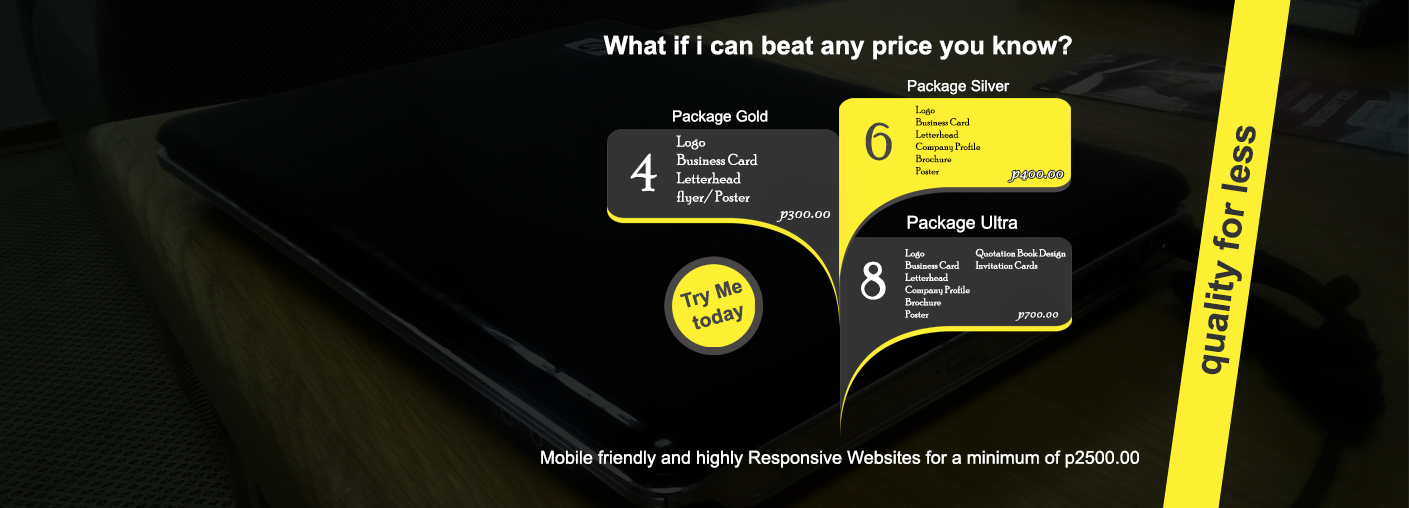 What if i can beat any price you know?
Package Gold
4
Logo
Business Card
Letterhead
flyer/ Poster
p300.00
Package Silver
6
Logo
Business Card
Letterhead
Company Profile
Brochure
Poster
p400.00
Package Ultra
8
Logo
Business Card
Letterhead
Company Profile
Brochure
Poster
Quotation Book Design
Invitation Cards
p700.00
Try Me
today
Mobile friendly and highly Responsive Websites for a minimum of p2500.00
quality for less